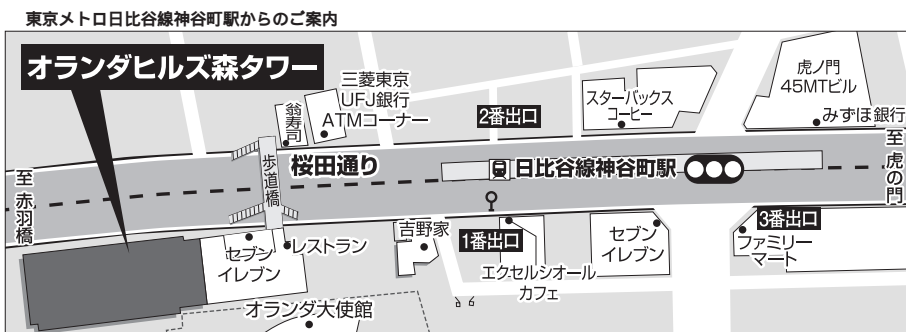 東京メトロ日比谷線神谷町駅からのご案内
オランダヒルズ森タワー
三菱東京
UFJ銀行
ATMコーナー
翁寿司
2番出口
スターバックス
コーヒー
虎ノ門
45MTビル
みずほ銀行
至 赤羽橋
歩道橋
桜田通り
日比谷線神谷町駅
至 虎の門
セブン
イレブン
レストラン
吉野家
1番出口
エクセルシオール
カフェ
セブン
イレブン
3番出口
ファミリー
マート
オランダ大使館